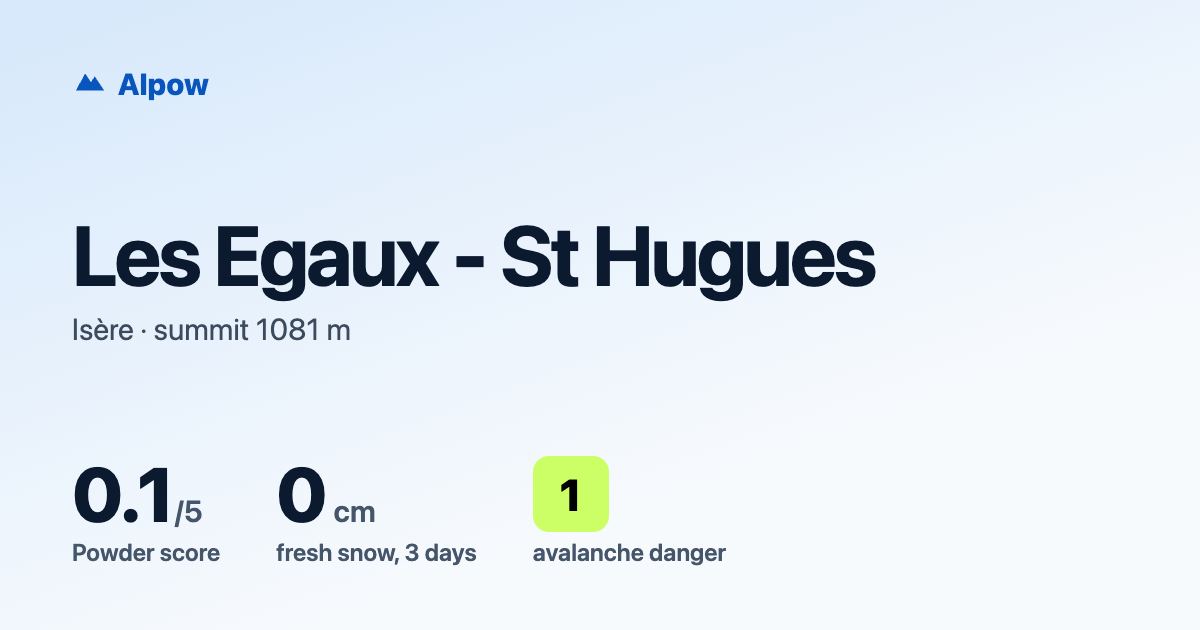 Alpow
Les Egaux - St Hugues
Isère · summit 1081 m
0.1/5
0 cm
1
Powder score
fresh snow, 3 days
avalanche danger